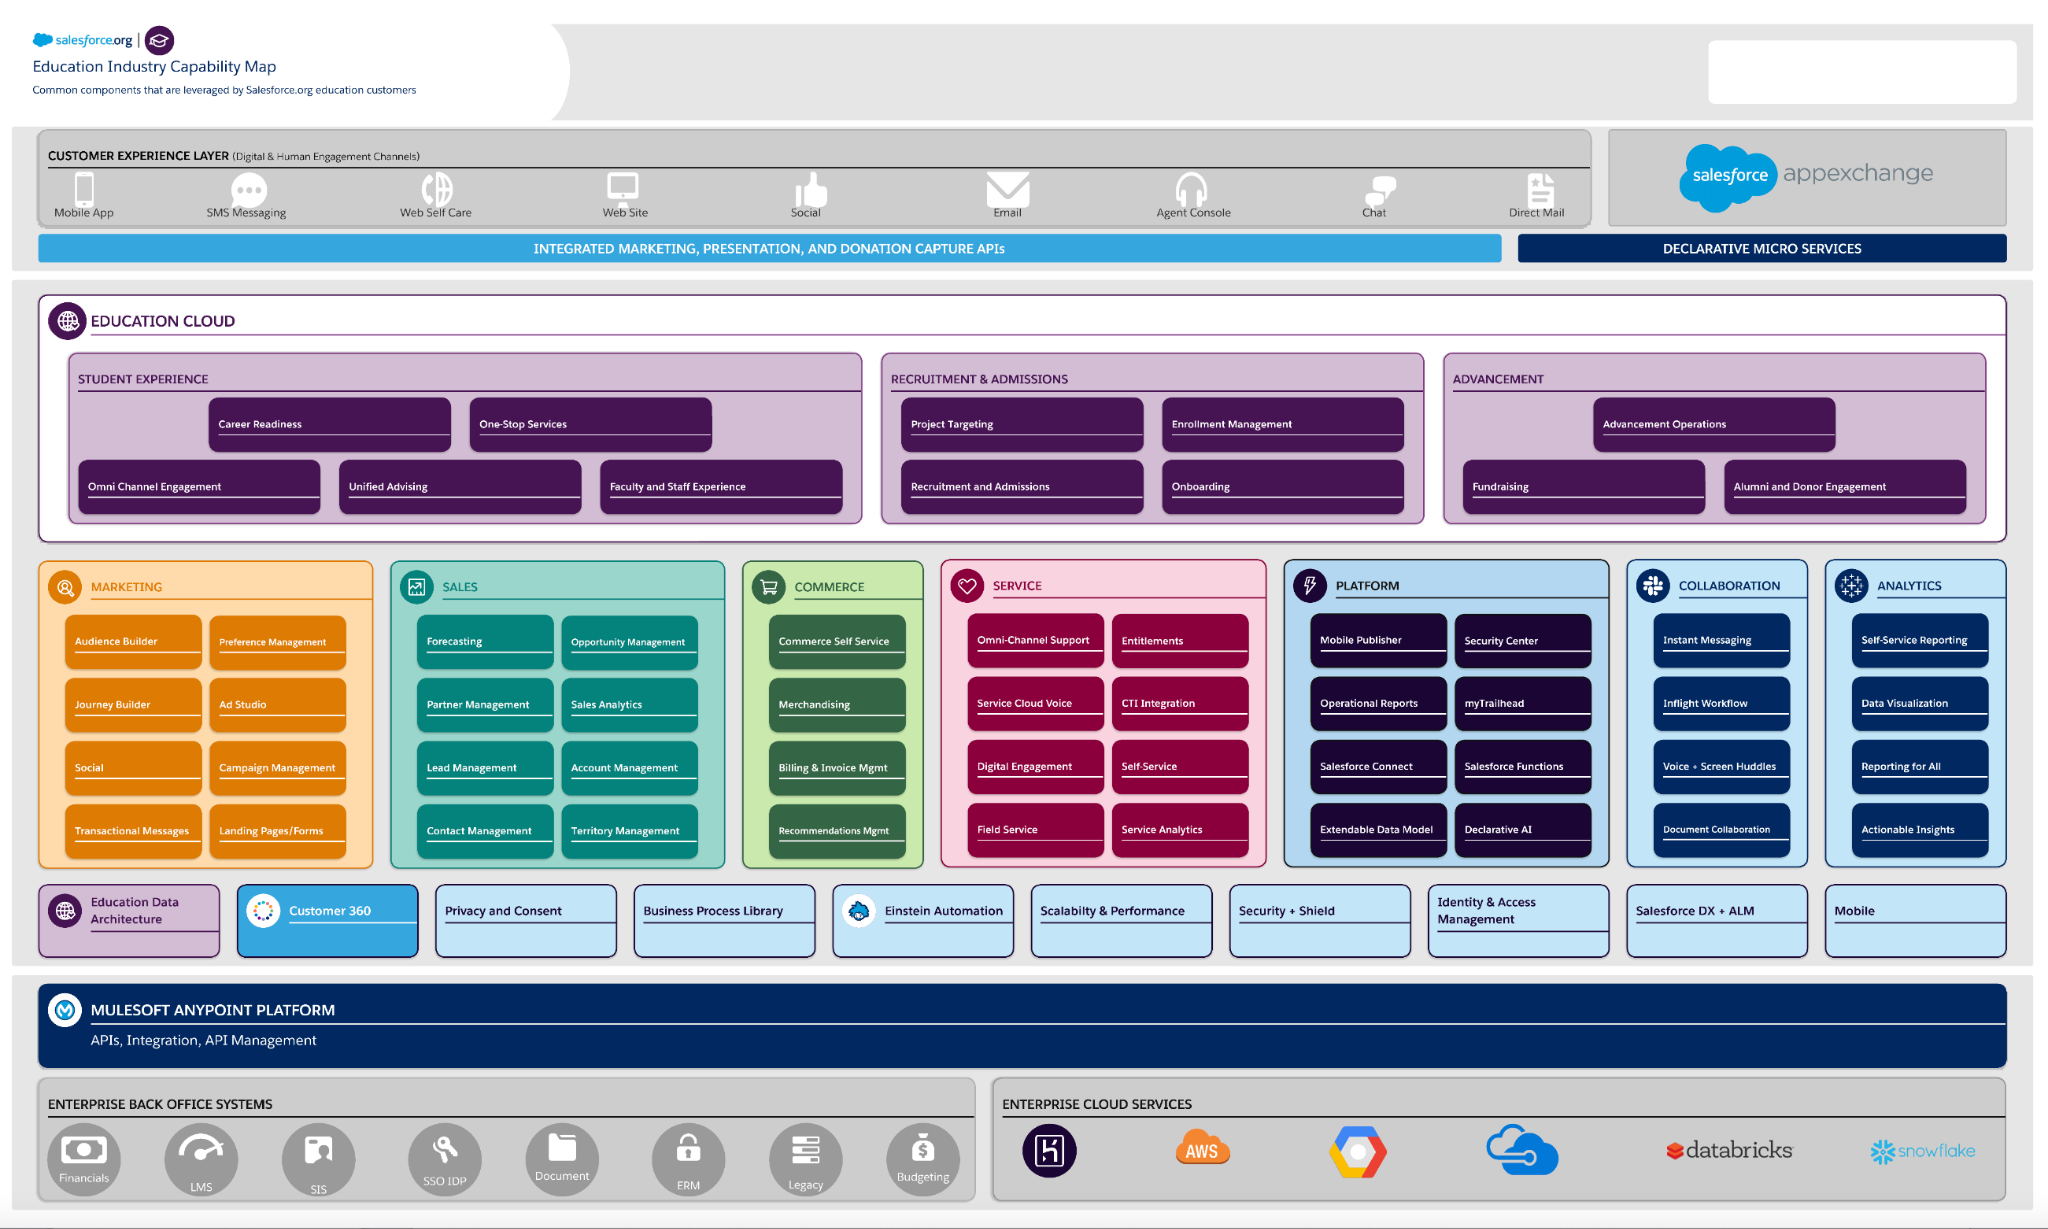 salesforce.org
Education Industry Capability Map
Common components that are leveraged by Salesforce.org education customers
CUSTOMER EXPERIENCE LAYER (Digital & Human Engagement Channels)
Mobile App
SMS Messaging
Web Self Care
Web Site
Social
Email
Agent Console
Chat
Direct Mail
salesforce appexchange
INTEGRATED MARKETING, PRESENTATION, AND DONATION CAPTURE APIs
DECLARATIVE MICRO SERVICES
EDUCATION CLOUD
STUDENT EXPERIENCE
Career Readiness
One-Stop Services
Omni Channel Engagement
Unified Advising
Faculty and Staff Experience
RECRUITMENT & ADMISSIONS
Project Targeting
Enrollment Management
Recruitment and Admissions
Onboarding
ADVANCEMENT
Advancement Operations
Fundraising
Alumni and Donor Engagement
MARKETING
Audience Builder
Preference Management
Journey Builder
Ad Studio
Social
Campaign Management
Transactional Messages
Landing Pages/Forms
SALES
Forecasting
Opportunity Management
Partner Management
Sales Analytics
Lead Management
Account Management
Contact Management
Territory Management
COMMERCE
Commerce Self Service
Merchandising
Billing & Invoice Mgmt
Recommendations Mgmt
SERVICE
Omni-Channel Support
Entitlements
Service Cloud Voice
CTI Integration
Digital Engagement
Self-Service
Field Service
Service Analytics
PLATFORM
Mobile Publisher
Security Center
Operational Reports
myTrailhead
Salesforce Connect
Salesforce Functions
Extendable Data Model
Declarative AI
COLLABORATION
Instant Messaging
Inflight Workflow
Voice + Screen Huddles
Document Collaboration
ANALYTICS
Self-Service Reporting
Data Visualization
Reporting for All
Actionable Insights
Education Data
Architecture
Customer 360
Privacy and Consent
Business Process Library
Einstein Automation
Scalabilty & Performance
Security + Shield
Identity & Access
Management
Salesforce DX + ALM
Mobile
MULESOFT ANYPOINT PLATFORM
APIs, Integration, API Management
ENTERPRISE BACK OFFICE SYSTEMS
Financials
LMS
SIS
SSO IDP
Document
ERM
Legacy
Budgeting
ENTERPRISE CLOUD SERVICES
AWS
databricks
snowflake